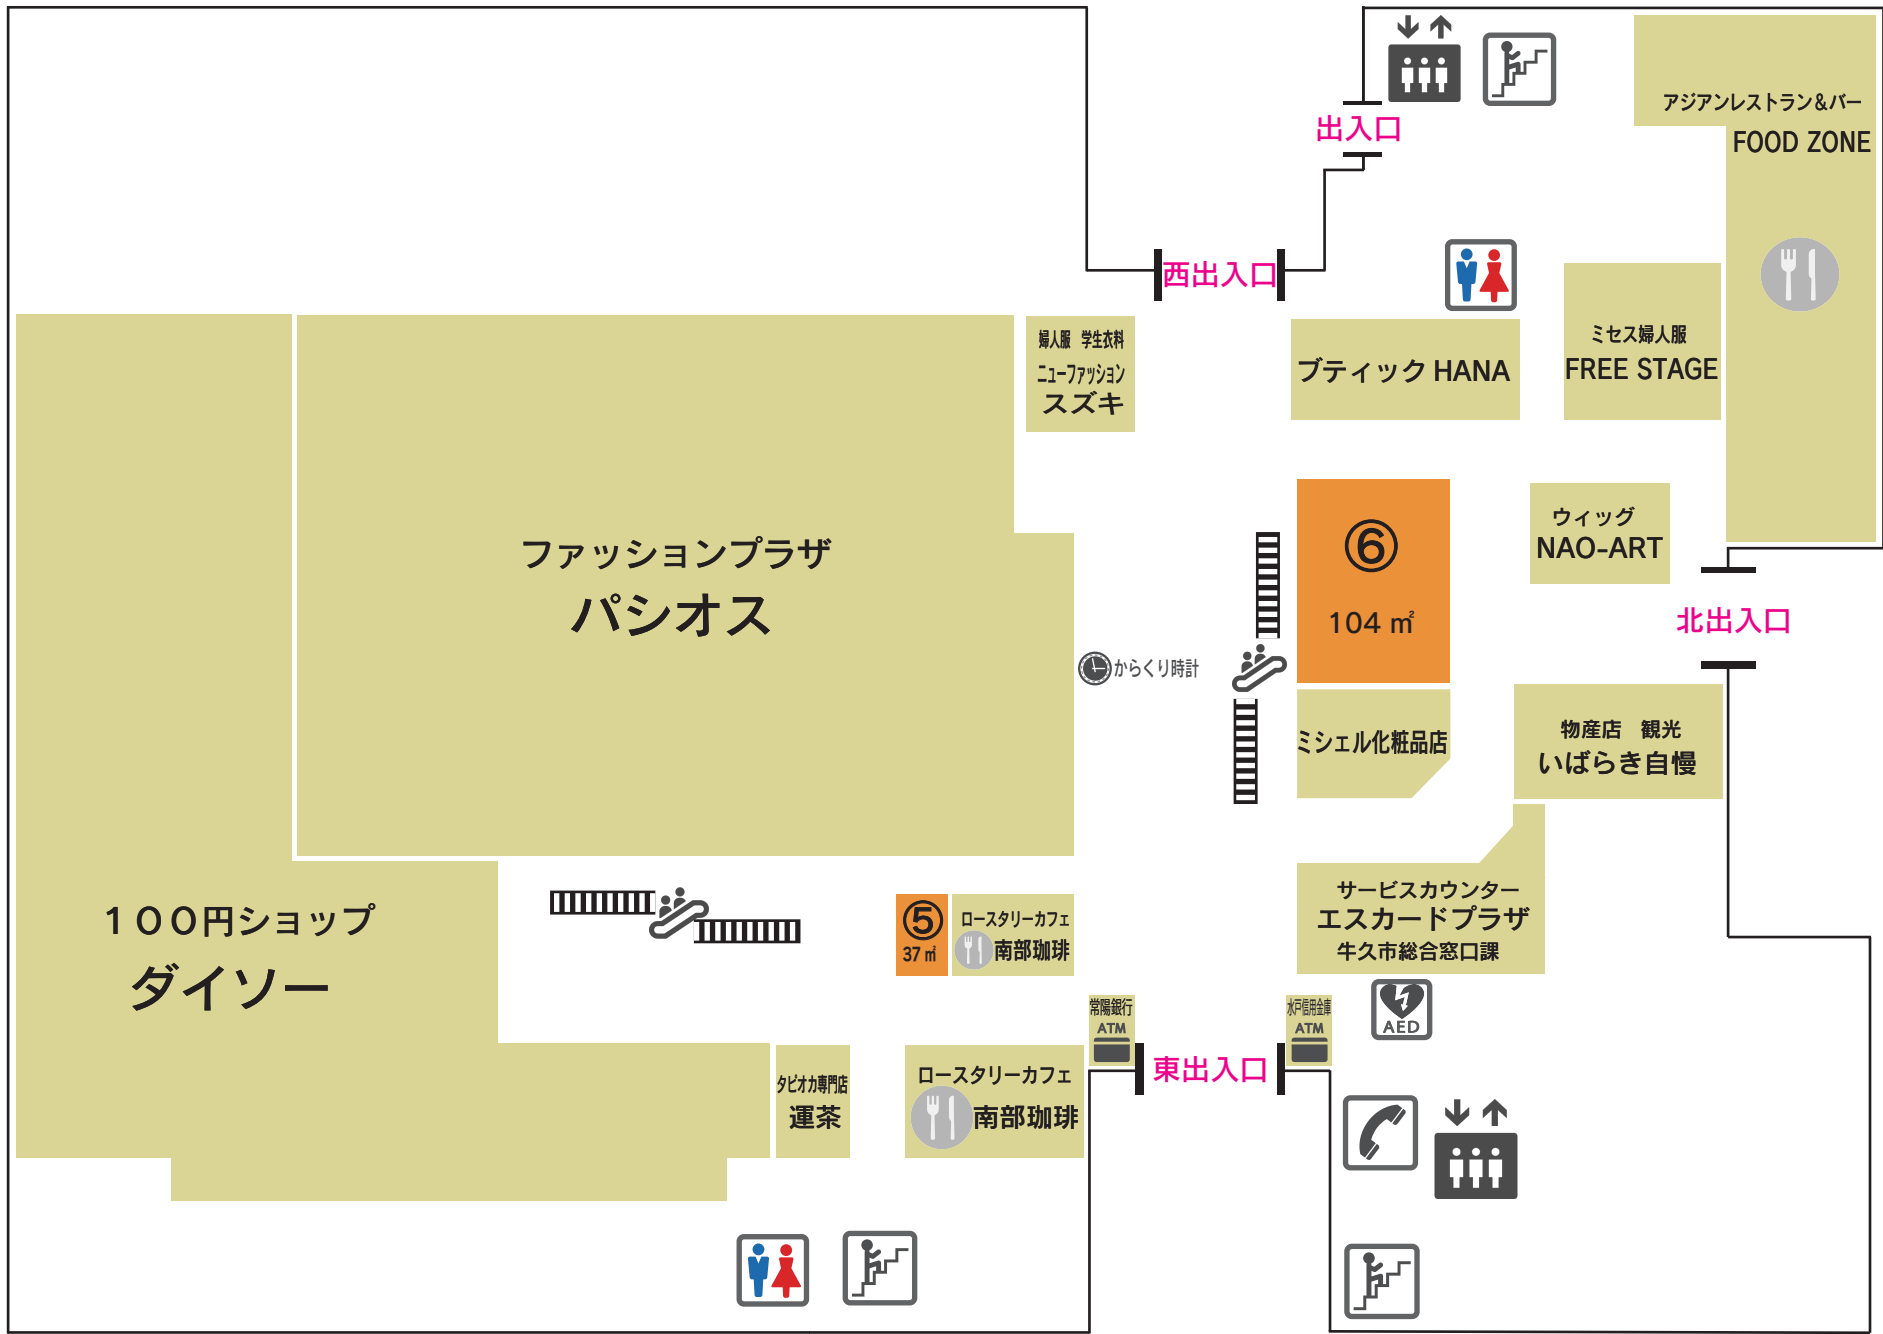 出入口
アジアンレストラン&バー
FOOD ZONE
西出入口
婦人服　学生衣料
ニューファッション
スズキ
ブティック HANA
ミセス婦人服
FREE STAGE
ファッションプラザ
パシオス
⑥
104 ㎡
ウィッグ
NAO-ART
北出入口
からくり時計
ミシェル化粧品店
物産店　観光
いばらき自慢
１００円ショップ
ダイソー
⑤
37 ㎡
ロースタリーカフェ
南部珈琲
サービスカウンター
エスカードプラザ
牛久市総合窓口課
常陽銀行
ATM
水戸信用金庫
ATM
AED
東出入口
タピオカ専門店
運茶
ロースタリーカフェ
南部珈琲